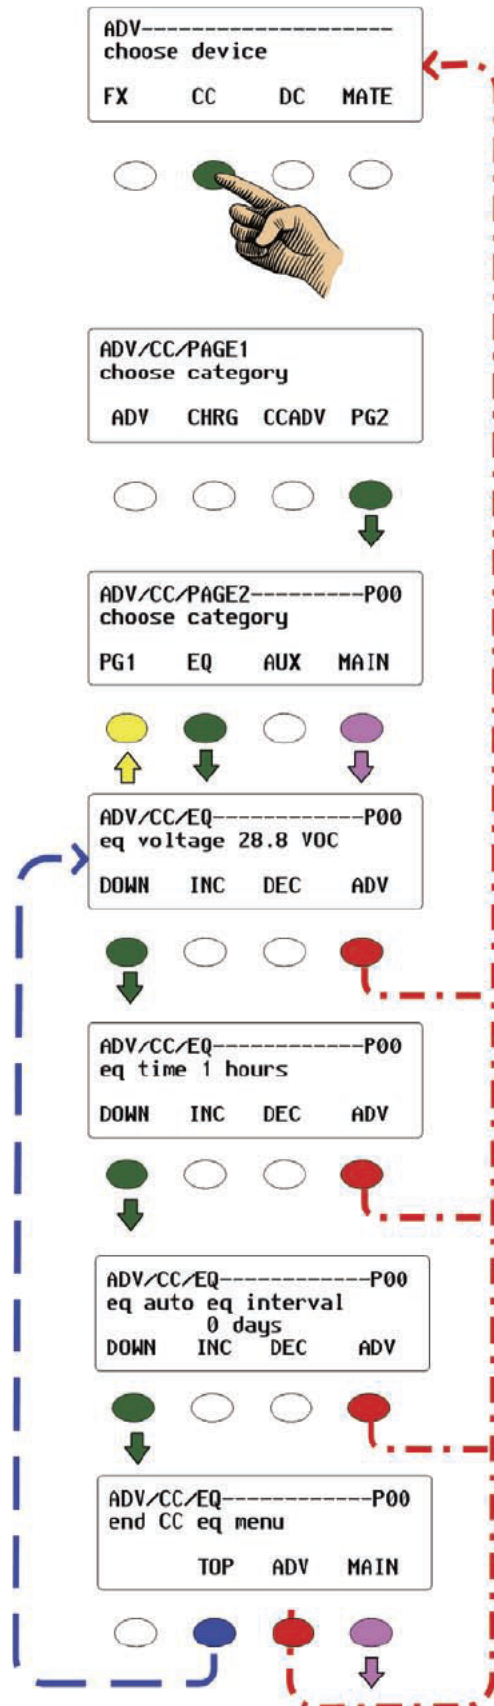 ADV-----------------------
choose device
FX CC DC MATE
ADV/CC/PAGE1
choose category
ADV CHRG CCADV PG2
ADV/CC/PAGE2----------P00
choose category
PG1 EQ AUX MAIN
ADV/CC/EQ-------------P00
eq voltage 28.8 VOC
DOWN INC DEC ADV
ADV/CC/EQ-------------P00
eq time 1 hours
DOWN INC DEC ADV
ADV/CC/EQ-------------P00
eq auto eq interval
0 days
DOWN INC DEC ADV
ADV/CC/EQ-------------P00
end CC eq menu
TOP ADV MAIN